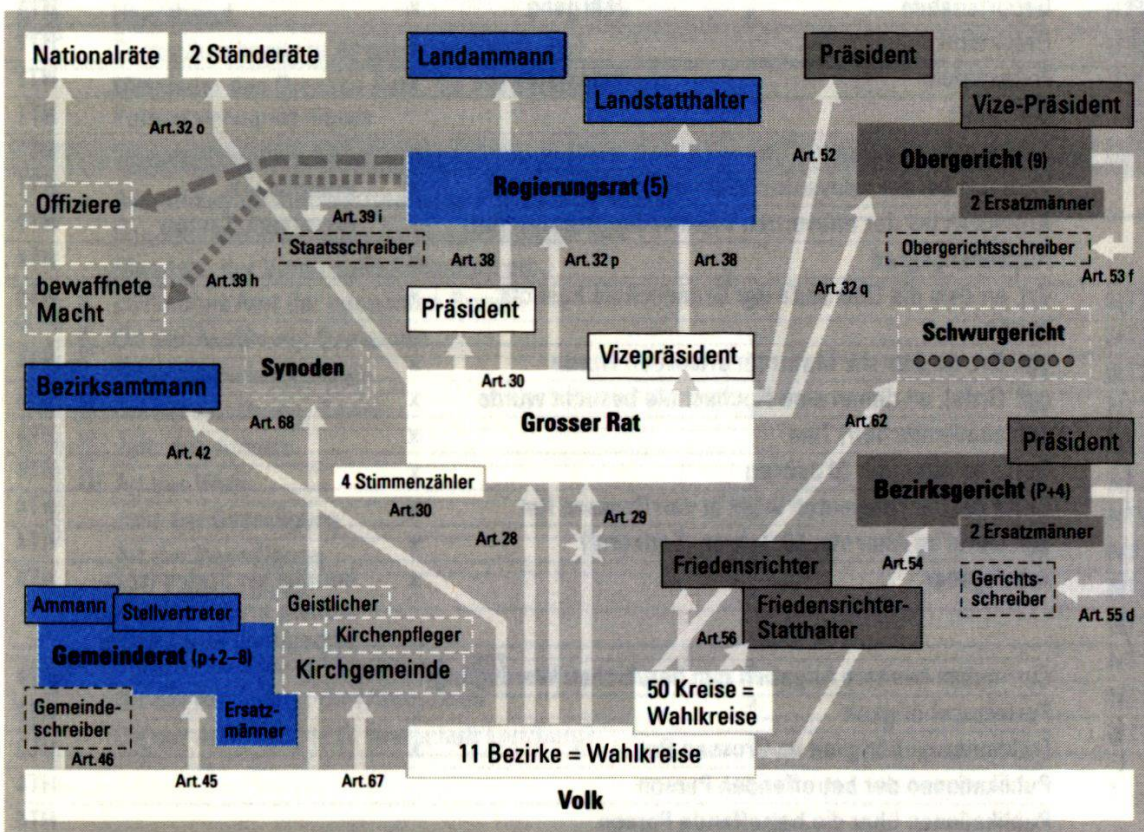 Nationalräte
2 Ständeräte
Landammann
Präsident
Landstatthalter
Vize-Präsident
Art.32 o
Art.52
Obergericht (9)
Regierungsrat (5)
Offiziere
2 Ersatzmänner
Art.39 i
Staatsschreiber
Obergerichtsschreiber
Art.39 h
Art.38
Art.32 p
Art.38
Art.53 f
bewaffnete
Macht
Art.32 q
Präsident
Schwurgericht
Vizepräsident
Synoden
Bezirksamtmann
Art.30
Art.68
Grosser Rat
Art.62
Präsident
Art.42
4 Stimmenzähler
Bezirksgericht (P+4)
Art.30
Art.28
Art.29
2 Ersatzmänner
Art.54
Friedensrichter
Gerichts-
schreiber
Ammann
Stellvertreter
Geistlicher
Friedensrichter-
Statthalter
Art.55 d
Kirchenpfleger
Art.56
Gemeinderat (p+2–8)
Kirchgemeinde
50 Kreise =
Wahlkreise
Gemeinde-
schreiber
Ersatz-
männer
11 Bezirke = Wahlkreise
Art.46
Art.45
Art.67
Volk